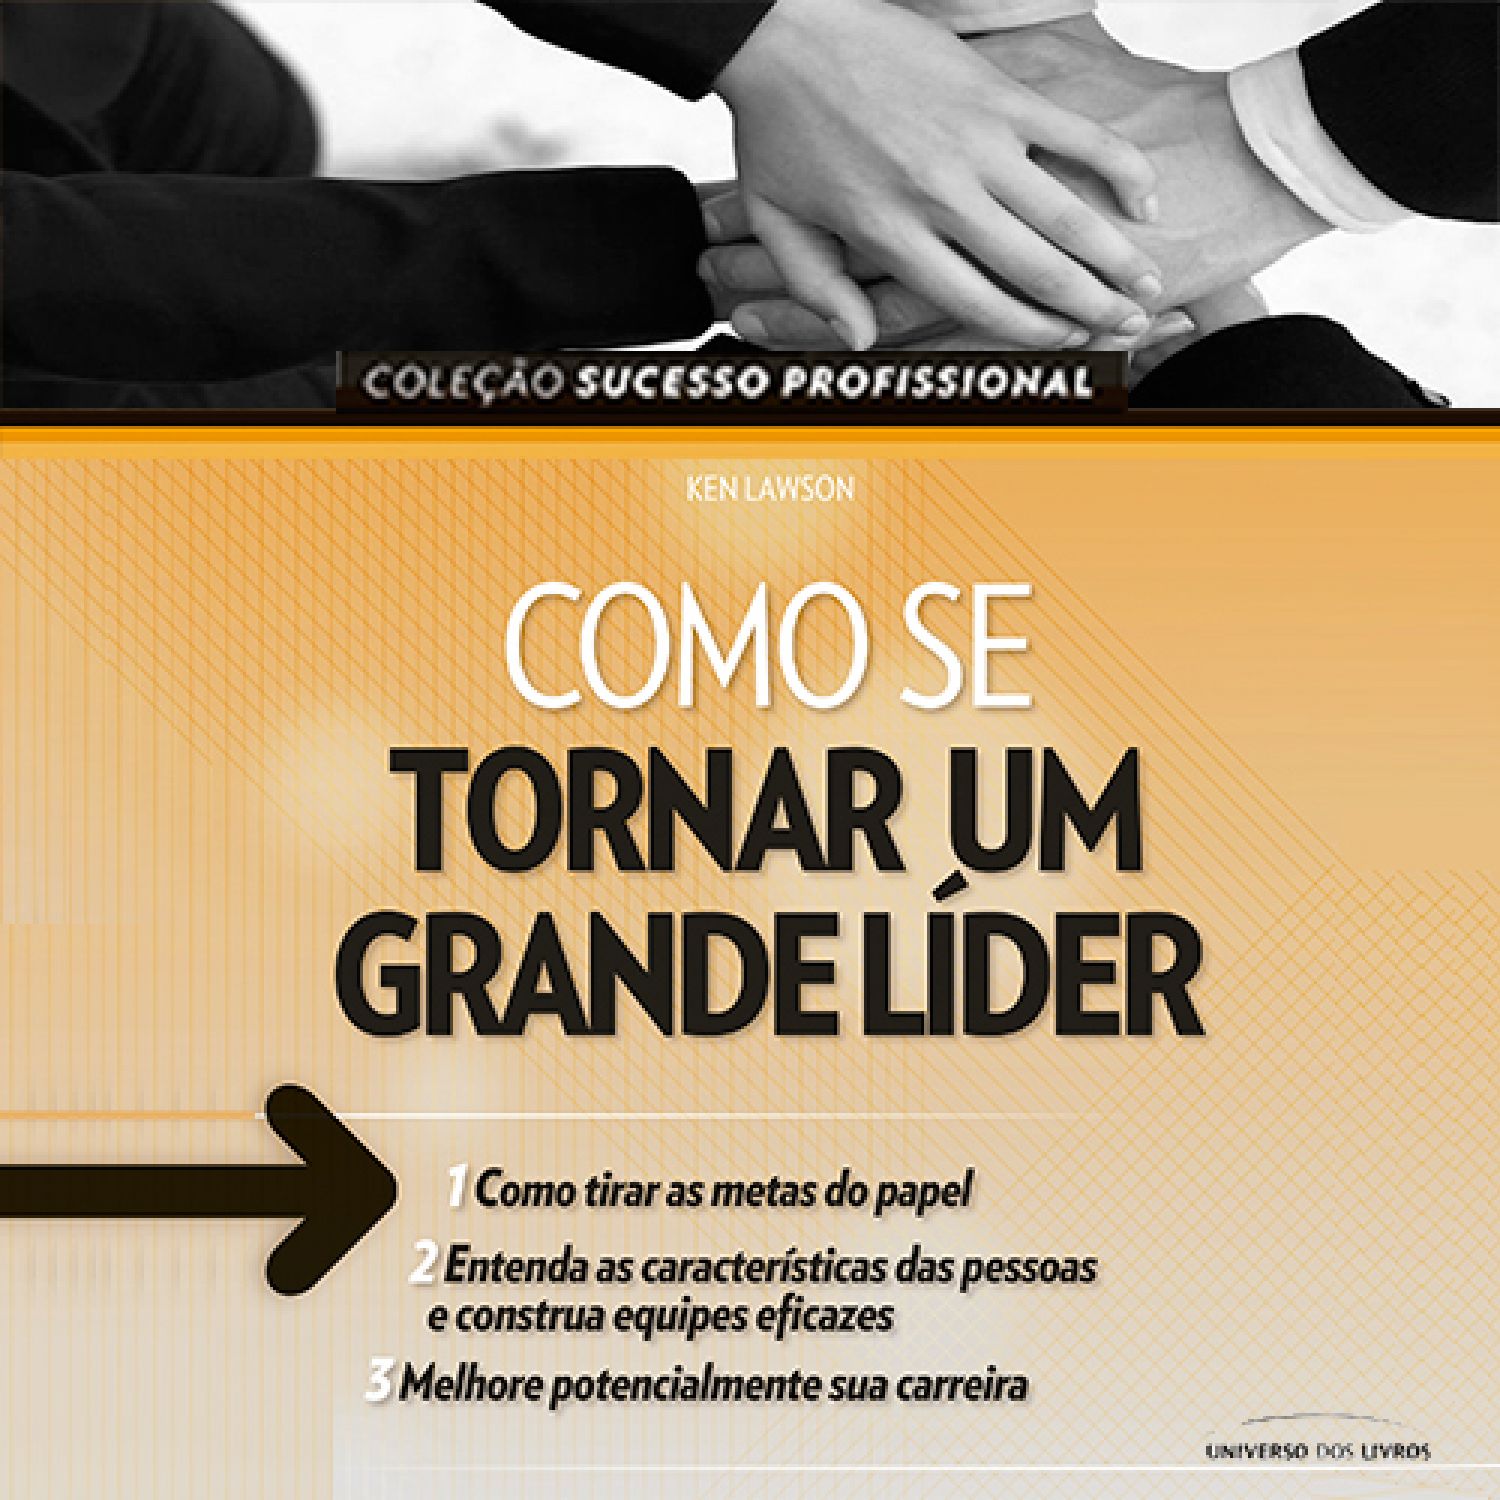 COLEÇÃO SUCESSO PROFISSIONAL
KEN LAWSON
COMO SE
TORNAR UM
GRANDE LÍDER
1 Como tirar as metas do papel
2 Entenda as características das pessoas
e construa equipes eficazes
3 Melhore potencialmente sua carreira
UNIVERSO DOS LIVROS